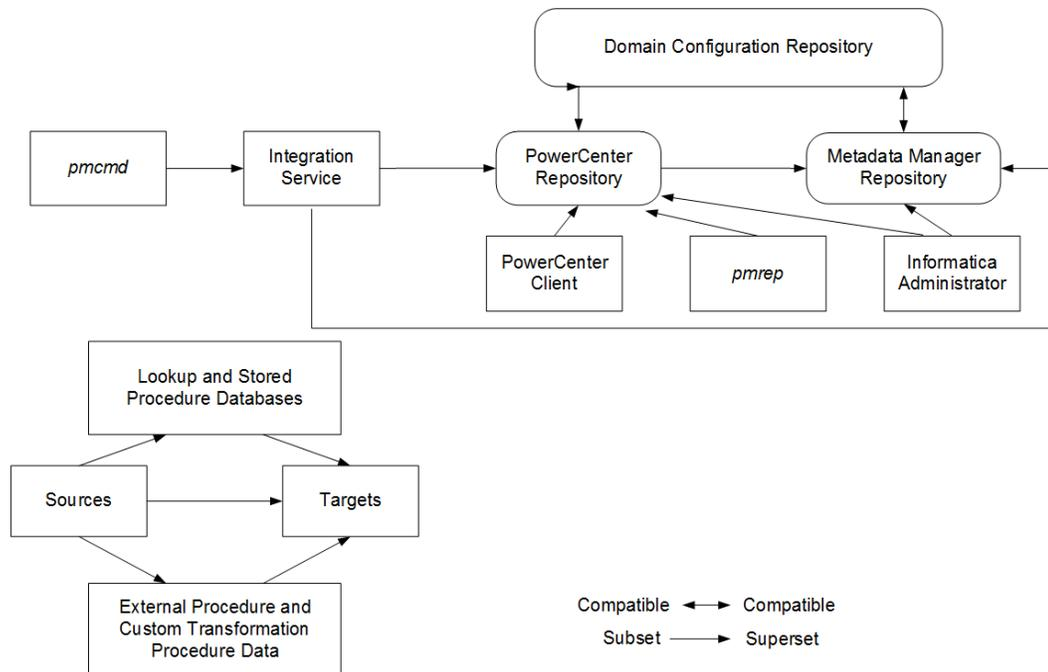 Domain Configuration Repository
pmcmd
Integration
Service
PowerCenter
Repository
Metadata Manager
Repository
PowerCenter
Client
pmrep
Informatica
Administrator
Lookup and Stored
Procedure Databases
Sources
Targets
External Procedure and
Custom Transformation
Procedure Data
Compatible Compatible
Subset Superset